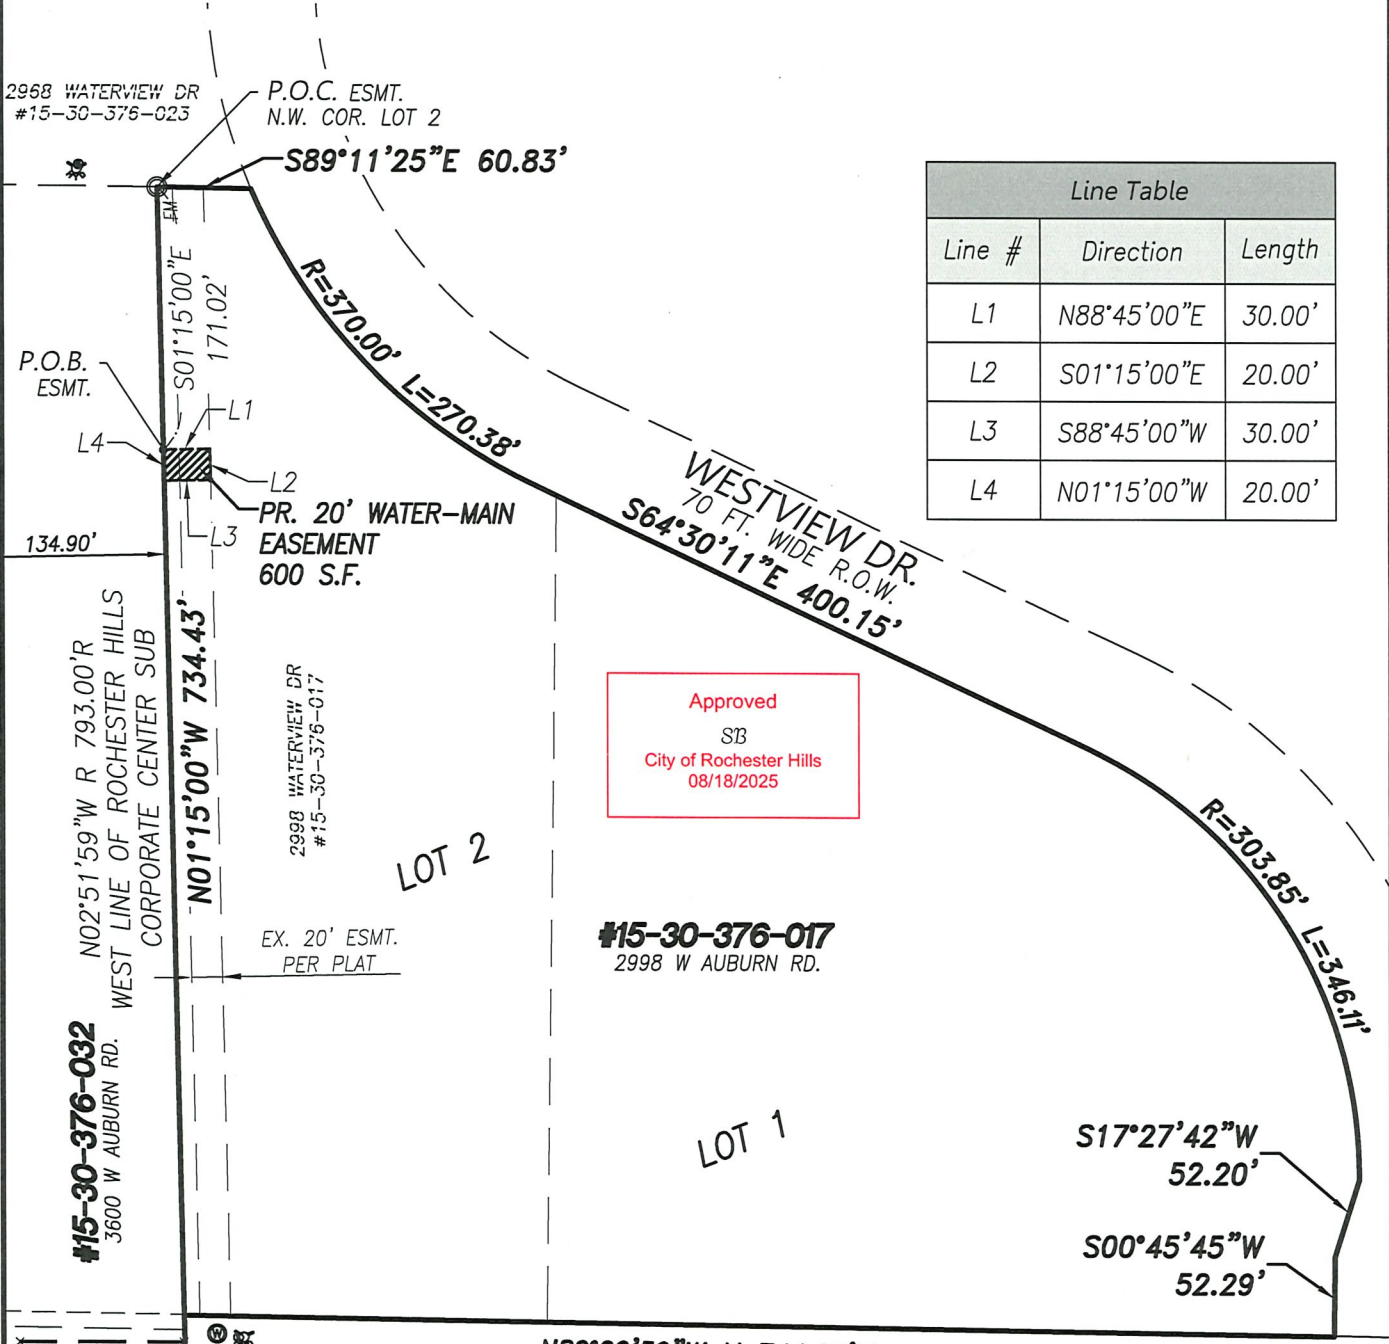 2968 WATERVIEW DR
#15-30-376-023
P.O.C. ESMT.
N.W. COR. LOT 2
S89°11'25"E 60.83'
EM
S01°15'00"E
171.02'
P.O.B.
ESMT.
L1
L4
L2
L3
PR. 20' WATER-MAIN
EASEMENT
600 S.F.
134.90'
R=370.00' L=270.38'
WESTVIEW DR.
70 FT. WIDE R.O.W.
S64°30'11"E 400.15'
Line Table
Line # Direction Length
L1 N88°45'00"E 30.00'
L2 S01°15'00"E 20.00'
L3 S88°45'00"W 30.00'
L4 N01°15'00"W 20.00'
N02°51'59"W R 793.00'R
WEST LINE OF ROCHESTER HILLS
CORPORATE CENTER SUB
N01°15'00"W 734.43'
2998 WATERVIEW DR
#15-30-376-017
Approved
SB
City of Rochester Hills
08/18/2025
LOT 2
R=303.85' L=346.11'
EX. 20' ESMT.
PER PLAT
#15-30-376-017
2998 W AUBURN RD.
#15-30-376-032
3600 W AUBURN RD.
LOT 1
S17°27'42"W
52.20'
S00°45'45"W
52.29'
W